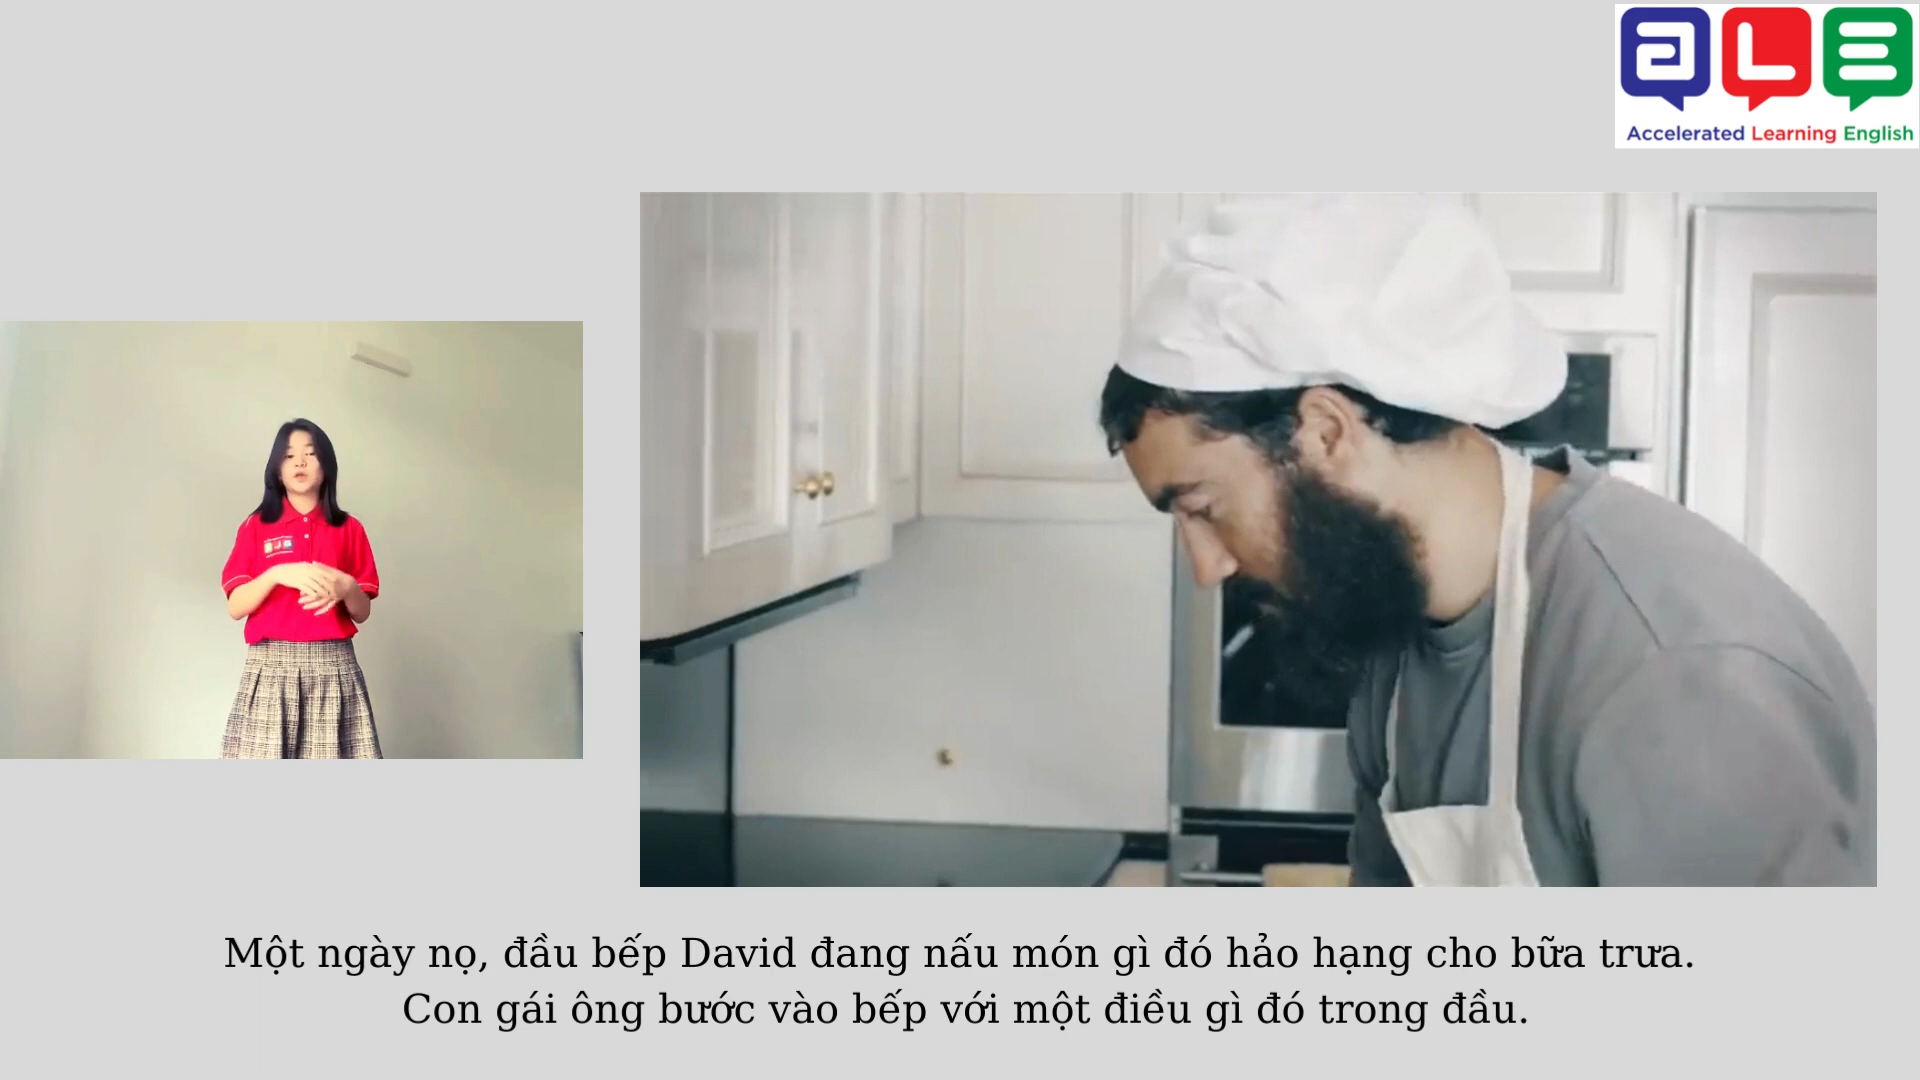 aLE
Accelerated Learning English
Một ngày nọ, đầu bếp David đang nấu món gì đó hảo hạng cho bữa trưa.
Con gái ông bước vào bếp với một điều gì đó trong đầu.